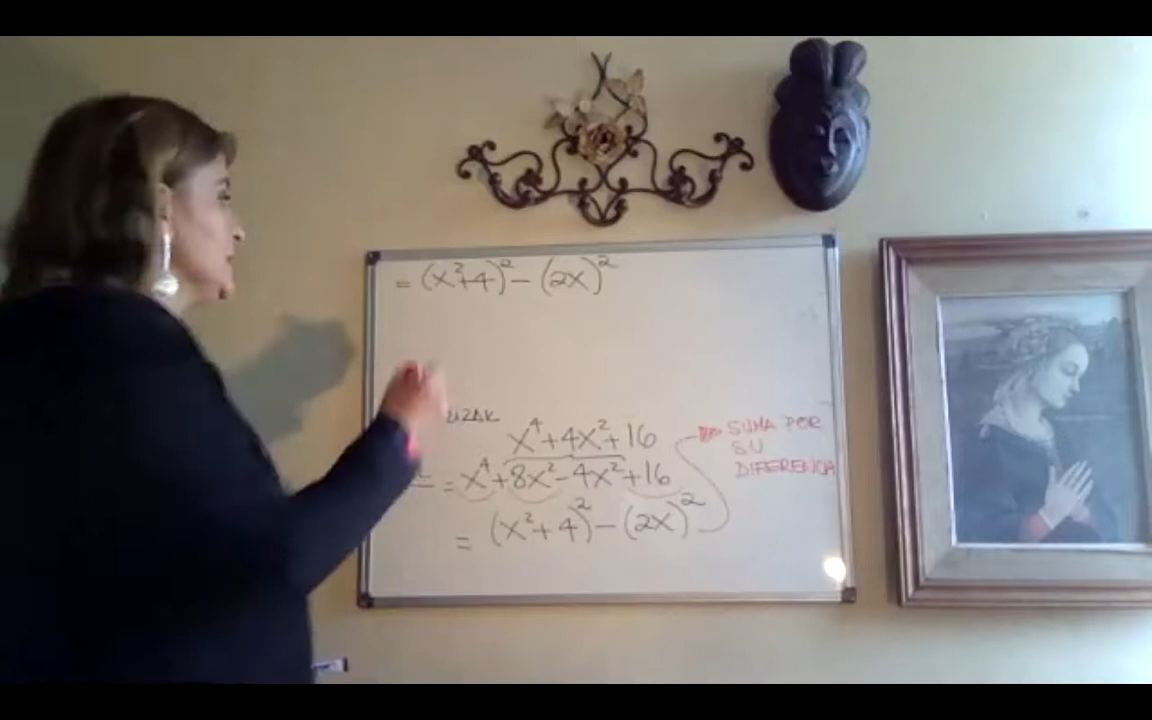 = (x²+4)² - (2x)²
x⁴+4x²+16
= x⁴+8x²-4x²+16
= (x²+4)² - (2x)²
SUMA POR
SU
DIFERENCIA